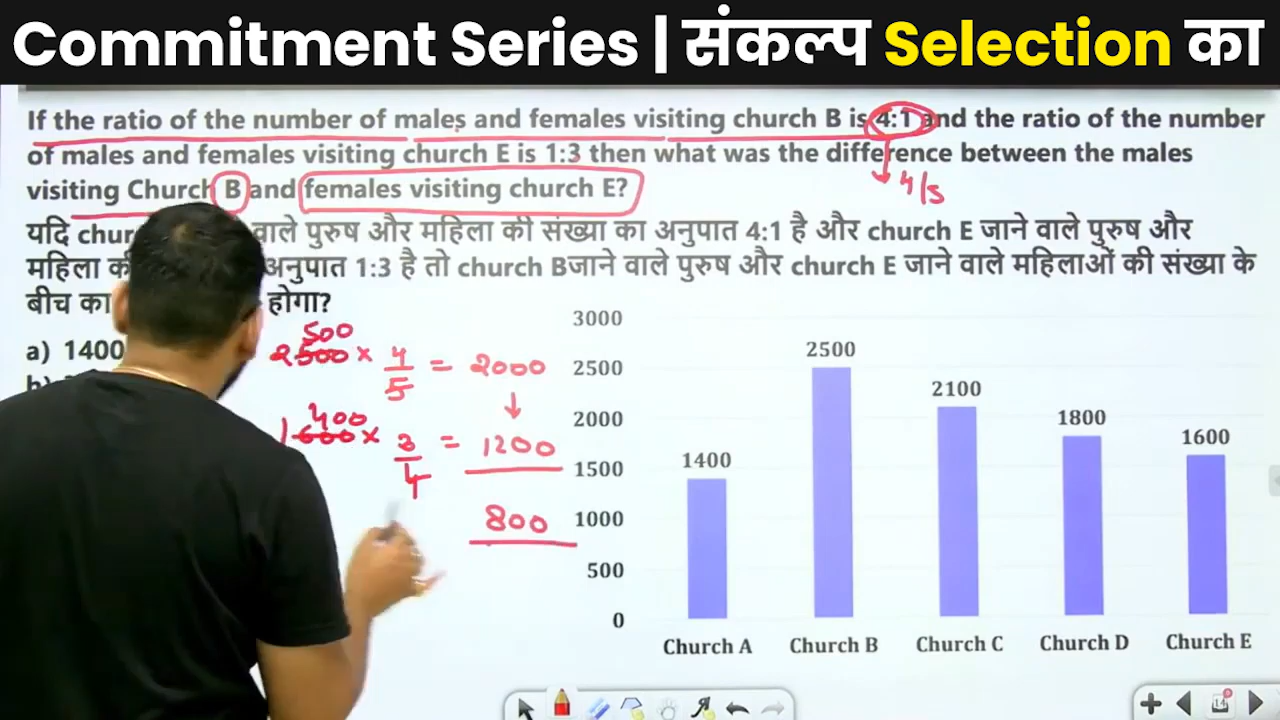 Commitment Series | संकल्प Selection का
If the ratio of the number of males and females visiting church B is 4:1 and the ratio of the number
of males and females visiting church E is 1:3 then what was the difference between the males
visiting Church B and females visiting church E?
4/5
यदि वाले पुरुष और महिला की संख्या का अनुपात 4:1 है और church E जाने वाले पुरुष और
महिला अनुपात 1:3 है तो church Bजाने वाले पुरुष और church E जाने वाले महिलाओं की संख्या के
बीच का होगा?
a) 1400
500
2500 × 4/5 = 2000
400
1600 × 3/4 = 1200
800
3000
2500
2000
1500
1000
500
0
1400
2500
2100
1800
1600
Church A Church B Church C Church D Church E